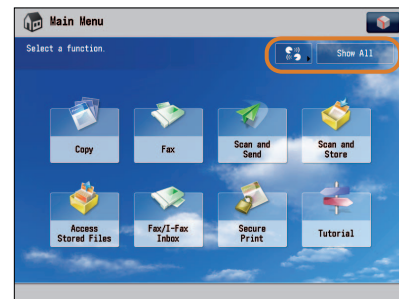 Main Menu
Select a function.
Show All
Copy
Fax
Scan and
Send
Scan and
Store
Access
Stored Files
Fax/I-Fax
Inbox
Secure
Print
Tutorial